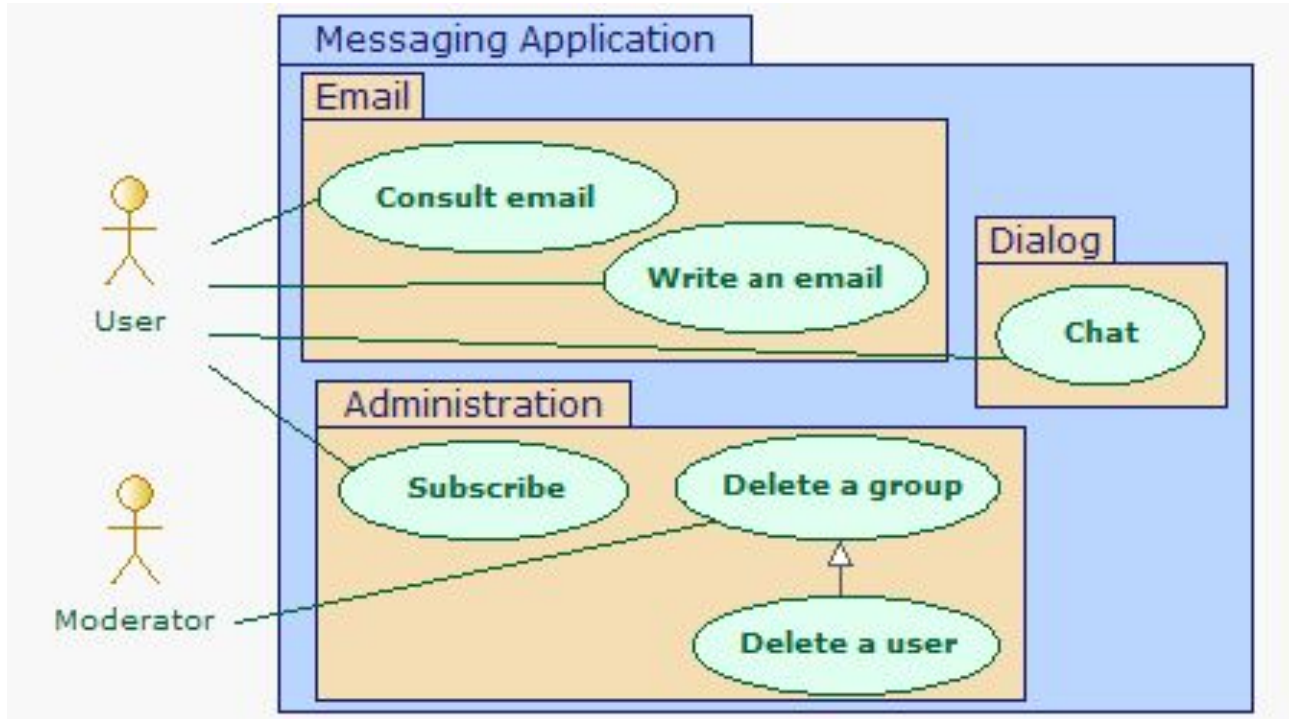 Messaging Application
Email
Consult email
Write an email
Dialog
Chat
User
Administration
Subscribe
Delete a group
Moderator
Delete a user